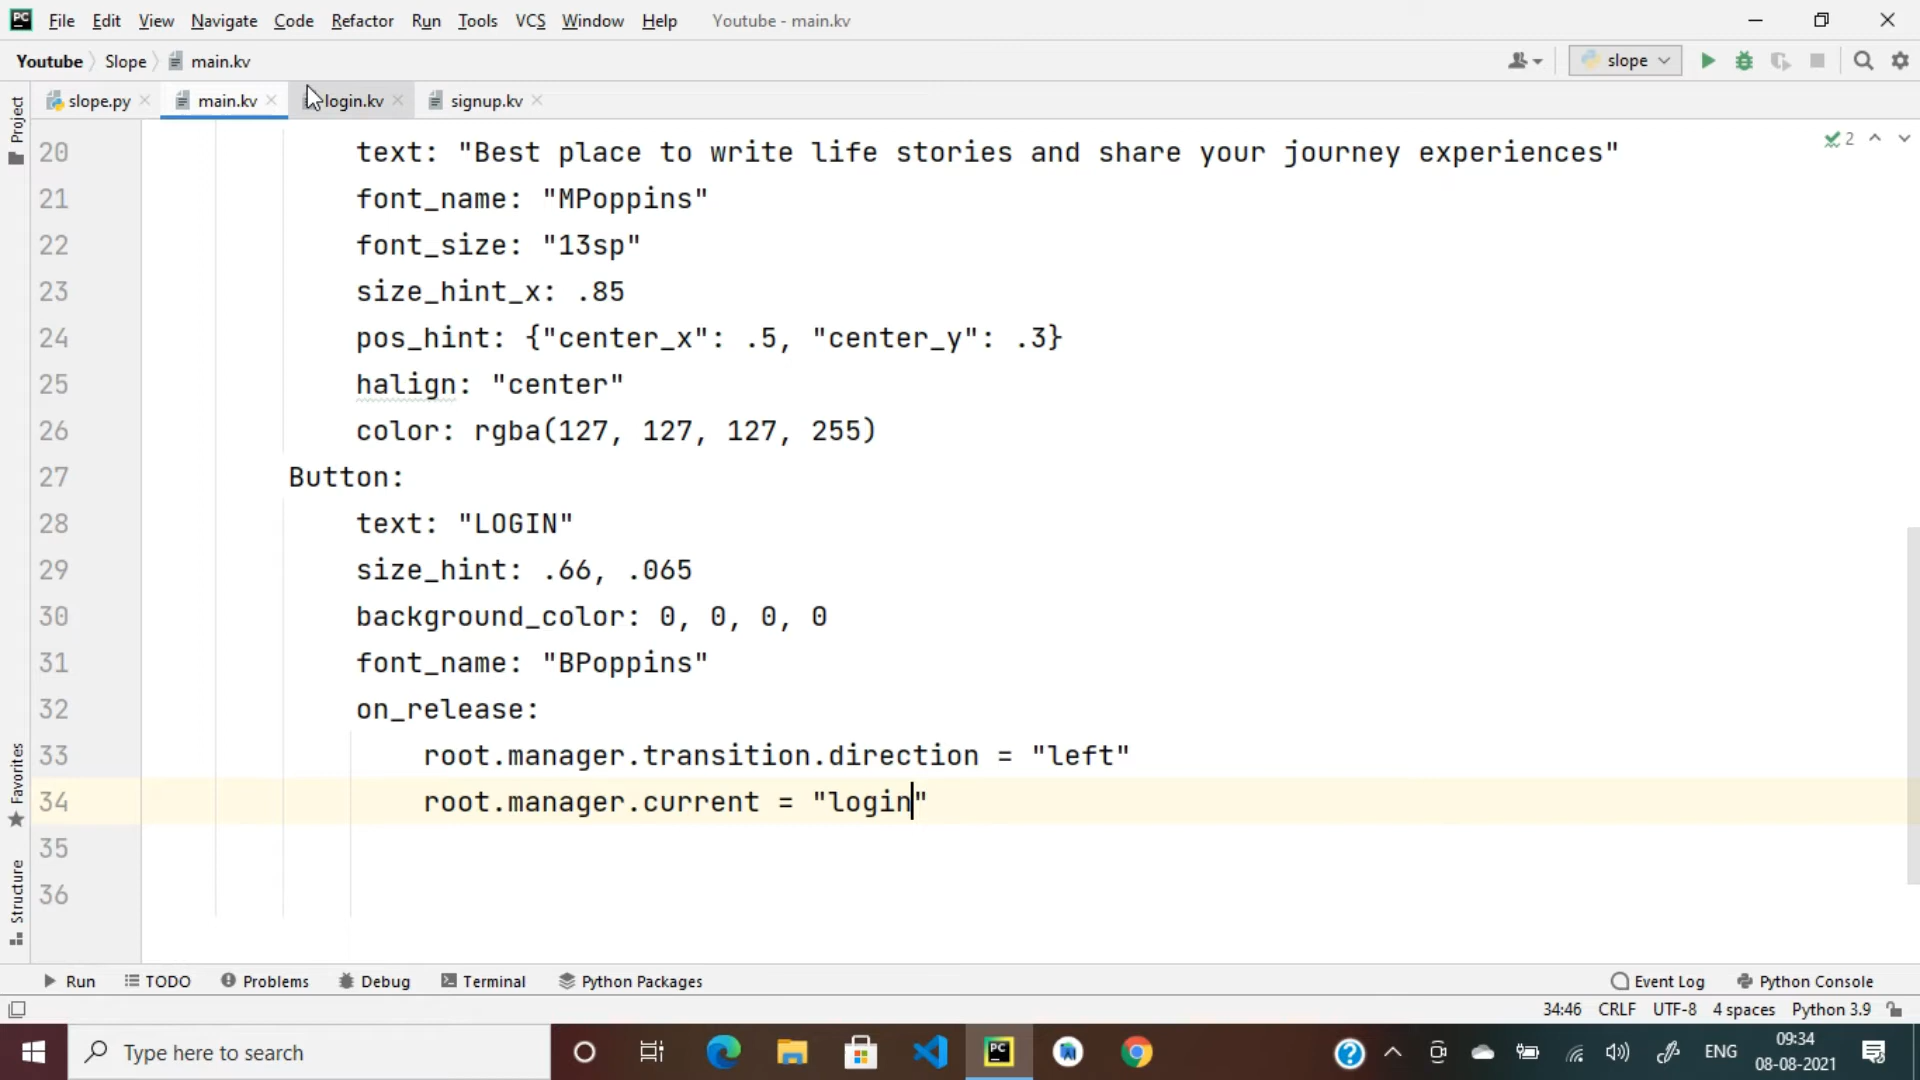 File Edit View Navigate Code Refactor Run Tools VCS Window Help Youtube - main.kv
Youtube Slope main.kv slope
slope.py main.kv login.kv signup.kv
Project
2
20 text: "Best place to write life stories and share your journey experiences"
21 font_name: "MPoppins"
22 font_size: "13sp"
23 size_hint_x: .85
24 pos_hint: {"center_x": .5, "center_y": .3}
25 halign: "center"
26 color: rgba(127, 127, 127, 255)
27 Button:
28 text: "LOGIN"
29 size_hint: .66, .065
30 background_color: 0, 0, 0, 0
31 font_name: "BPoppins"
32 on_release:
33 root.manager.transition.direction = "left"
34 root.manager.current = "login"
35
36
Favorites
Structure
Run TODO Problems Debug Terminal Python Packages Event Log Python Console
34:46 CRLF UTF-8 4 spaces Python 3.9
Type here to search
ENG
09:34
08-08-2021